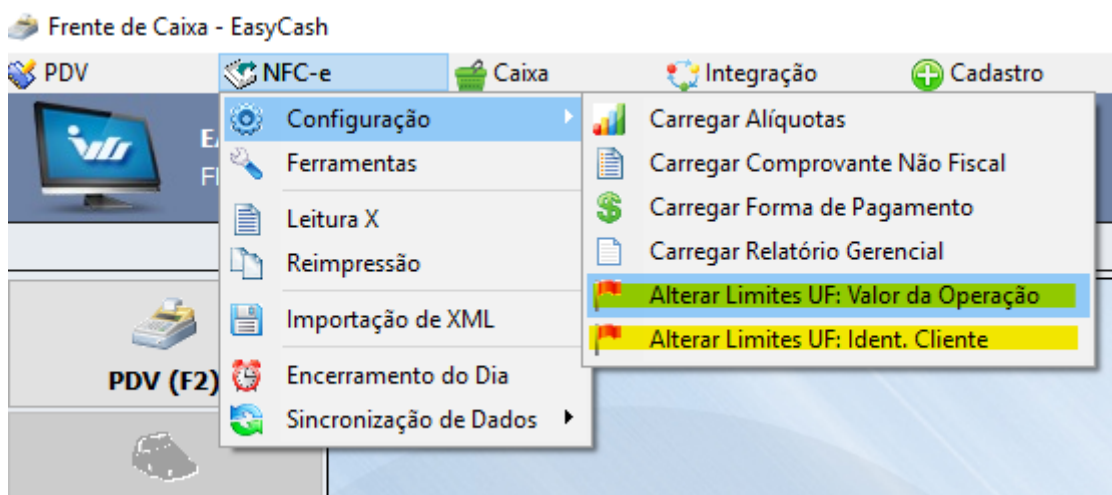 Frente de Caixa - EasyCash
PDV NFC-e Caixa Integração Cadastro
Configuração
Ferramentas
Leitura X
Reimpressão
Importação de XML
Encerramento do Dia
Sincronização de Dados
Carregar Alíquotas
Carregar Comprovante Não Fiscal
Carregar Forma de Pagamento
Carregar Relatório Gerencial
Alterar Limites UF: Valor da Operação
Alterar Limites UF: Ident. Cliente
PDV (F2)